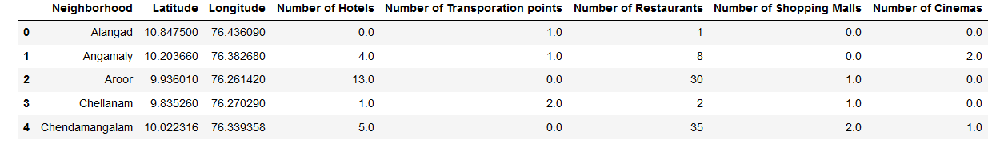 Neighborhood Latitude Longitude Number of Hotels Number of Transporation points Number of Restaurants Number of Shopping Malls Number of Cinemas
0 Alangad 10.847500 76.436090 0.0 1.0 1 0.0 0.0
1 Angamaly 10.203660 76.382680 4.0 1.0 8 0.0 2.0
2 Aroor 9.936010 76.261420 13.0 0.0 30 1.0 0.0
3 Chellanam 9.835260 76.270290 1.0 2.0 2 1.0 0.0
4 Chendamangalam 10.022316 76.339358 5.0 0.0 35 2.0 1.0